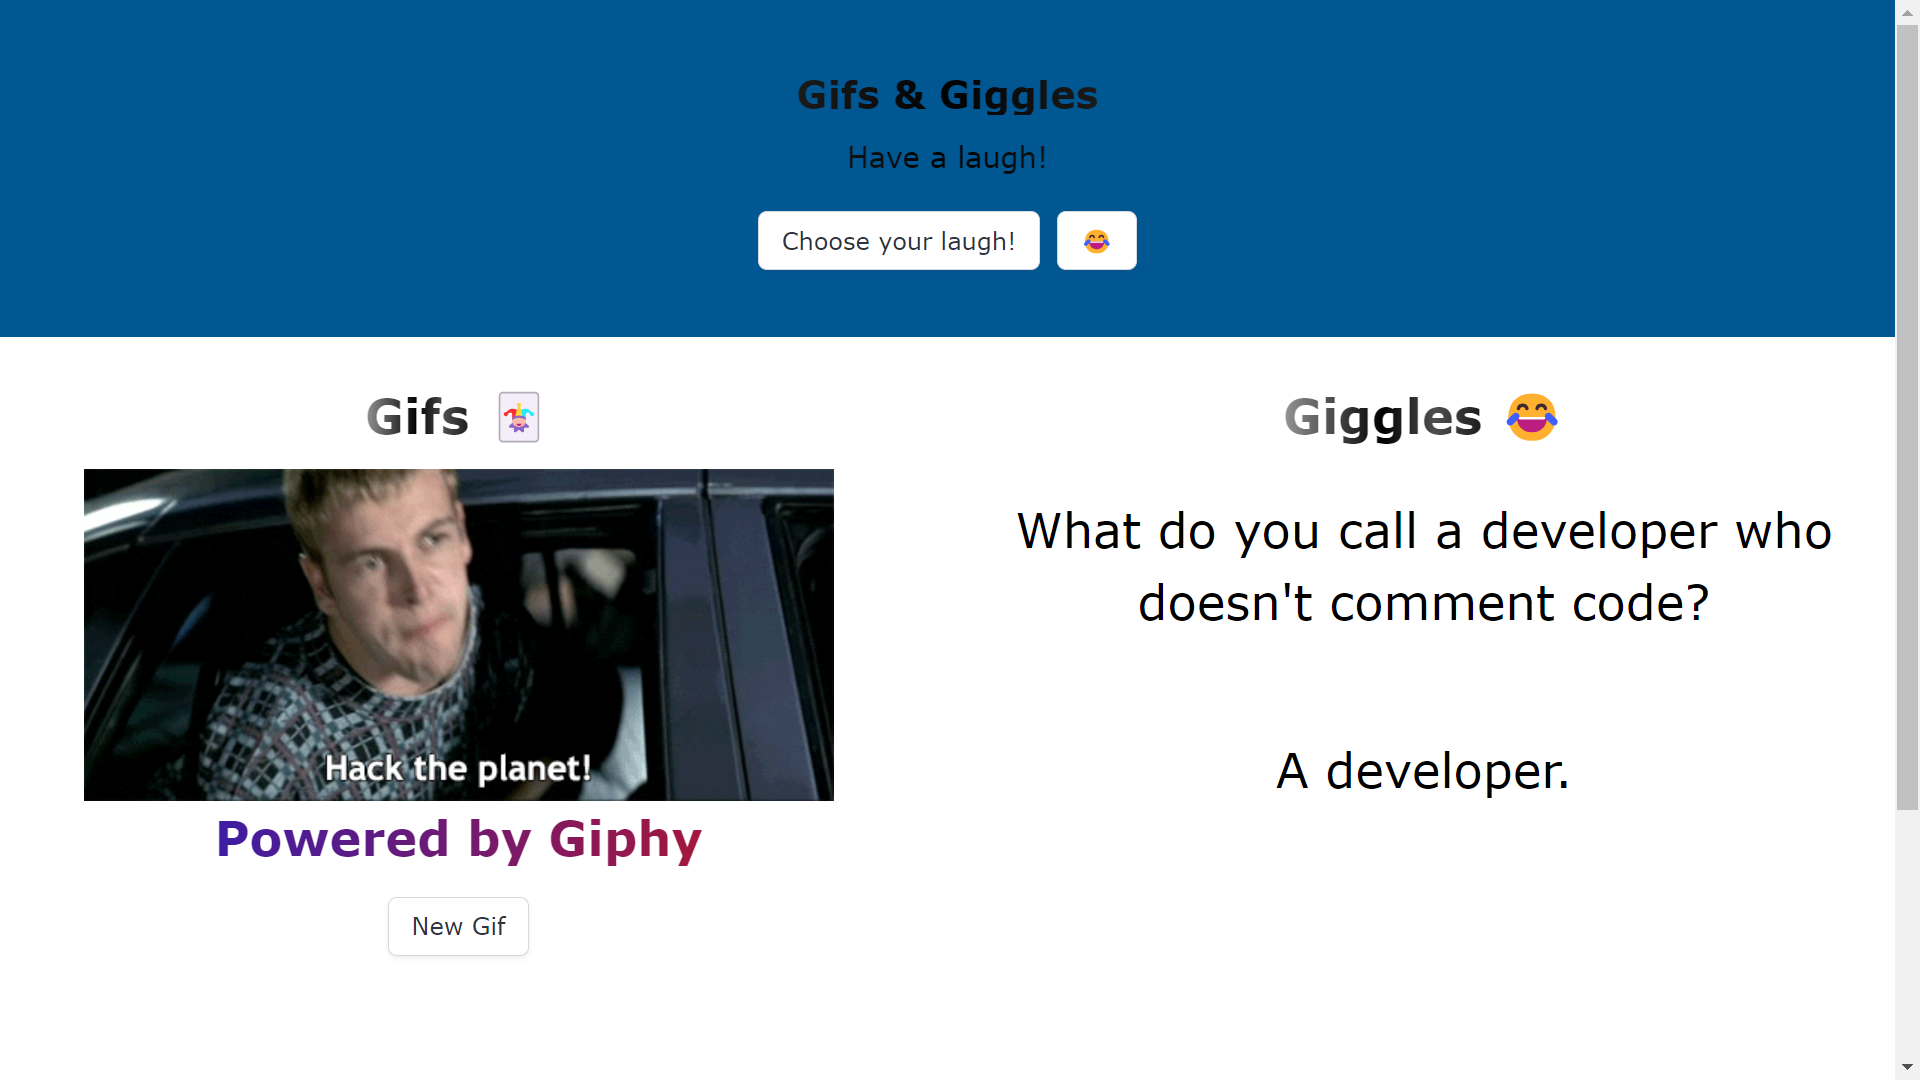 Gifs & Giggles
Have a laugh!
Choose your laugh! 😂
Gifs 🃏
Hack the planet!
Powered by Giphy
New Gif
Giggles 😂
What do you call a developer who
doesn't comment code?
A developer.